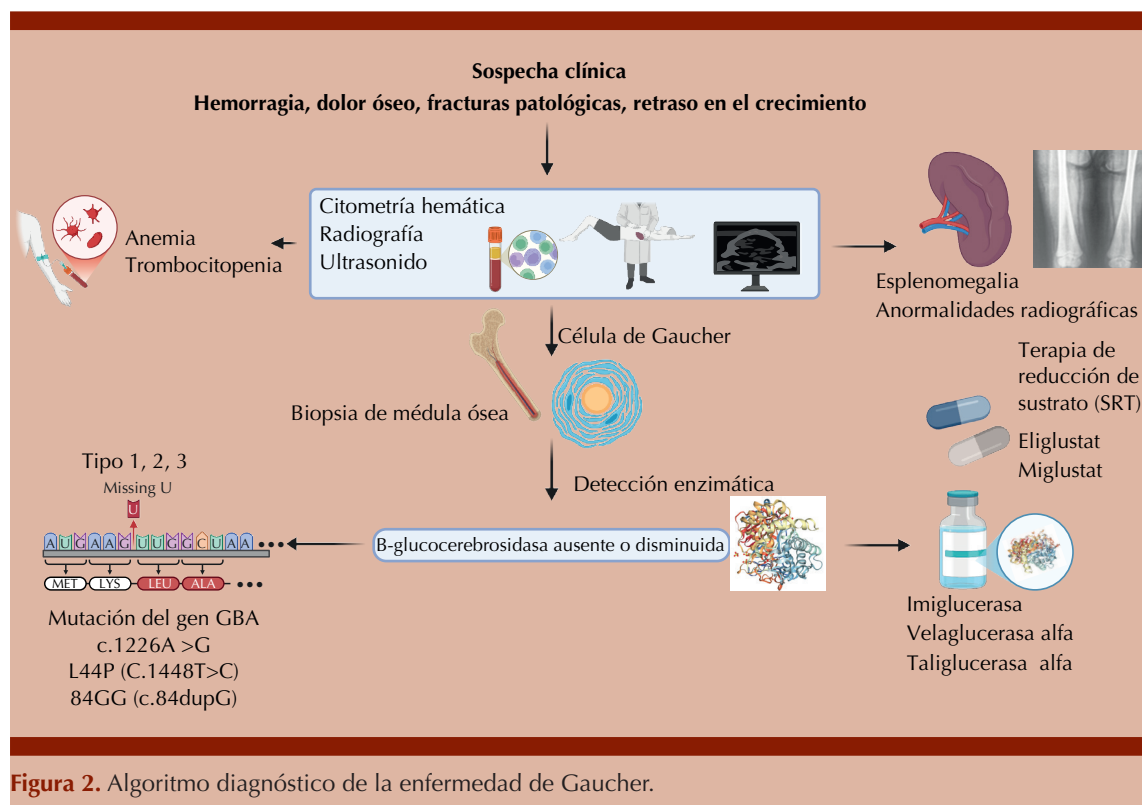 Sospecha clínica
Hemorragia, dolor óseo, fracturas patológicas, retraso en el crecimiento
Citometría hemática
Radiografía
Ultrasonido
Anemia
Trombocitopenia
Esplenomegalia
Anormalidades radiográficas
Célula de Gaucher
Biopsia de médula ósea
Terapia de
reducción de
sustrato (SRT)
Eliglustat
Miglustat
Detección enzimática
B-glucocerebrosidasa ausente o disminuida
Tipo 1, 2, 3
Missing U
U
A U G A A G U U G G C U A A
MET LYS LEU ALA
Mutación del gen GBA
c.1226A >G
L44P (C.1448T>C)
84GG (c.84dupG)
Imiglucerasa
Velaglucerasa alfa
Taliglucerasa alfa
Figura 2. Algoritmo diagnóstico de la enfermedad de Gaucher.